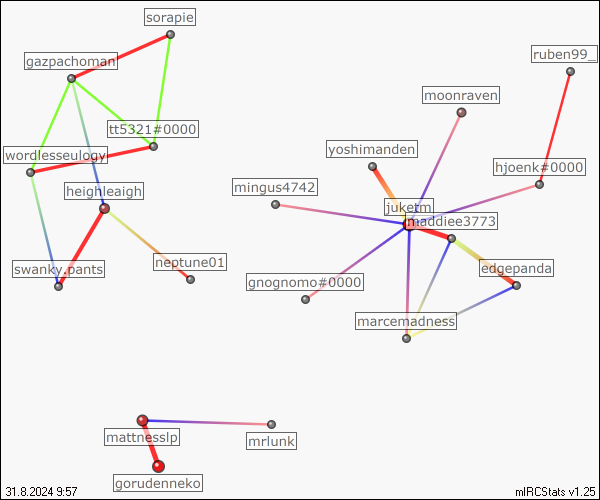 sorapie
gazpachoman
ruben99_
moonraven
tt5321#0000
yoshimanden
wordlesseulogy
hjoenk#0000
mingus4742
heighleaigh
juketm
maddiee3773
neptune01
swanky.pants
edgepanda
gnognomo#0000
marcemadness
mattnesslp
mrlunk
gorudenneko
31.8.2024 9:57
mIRCStats v1.25